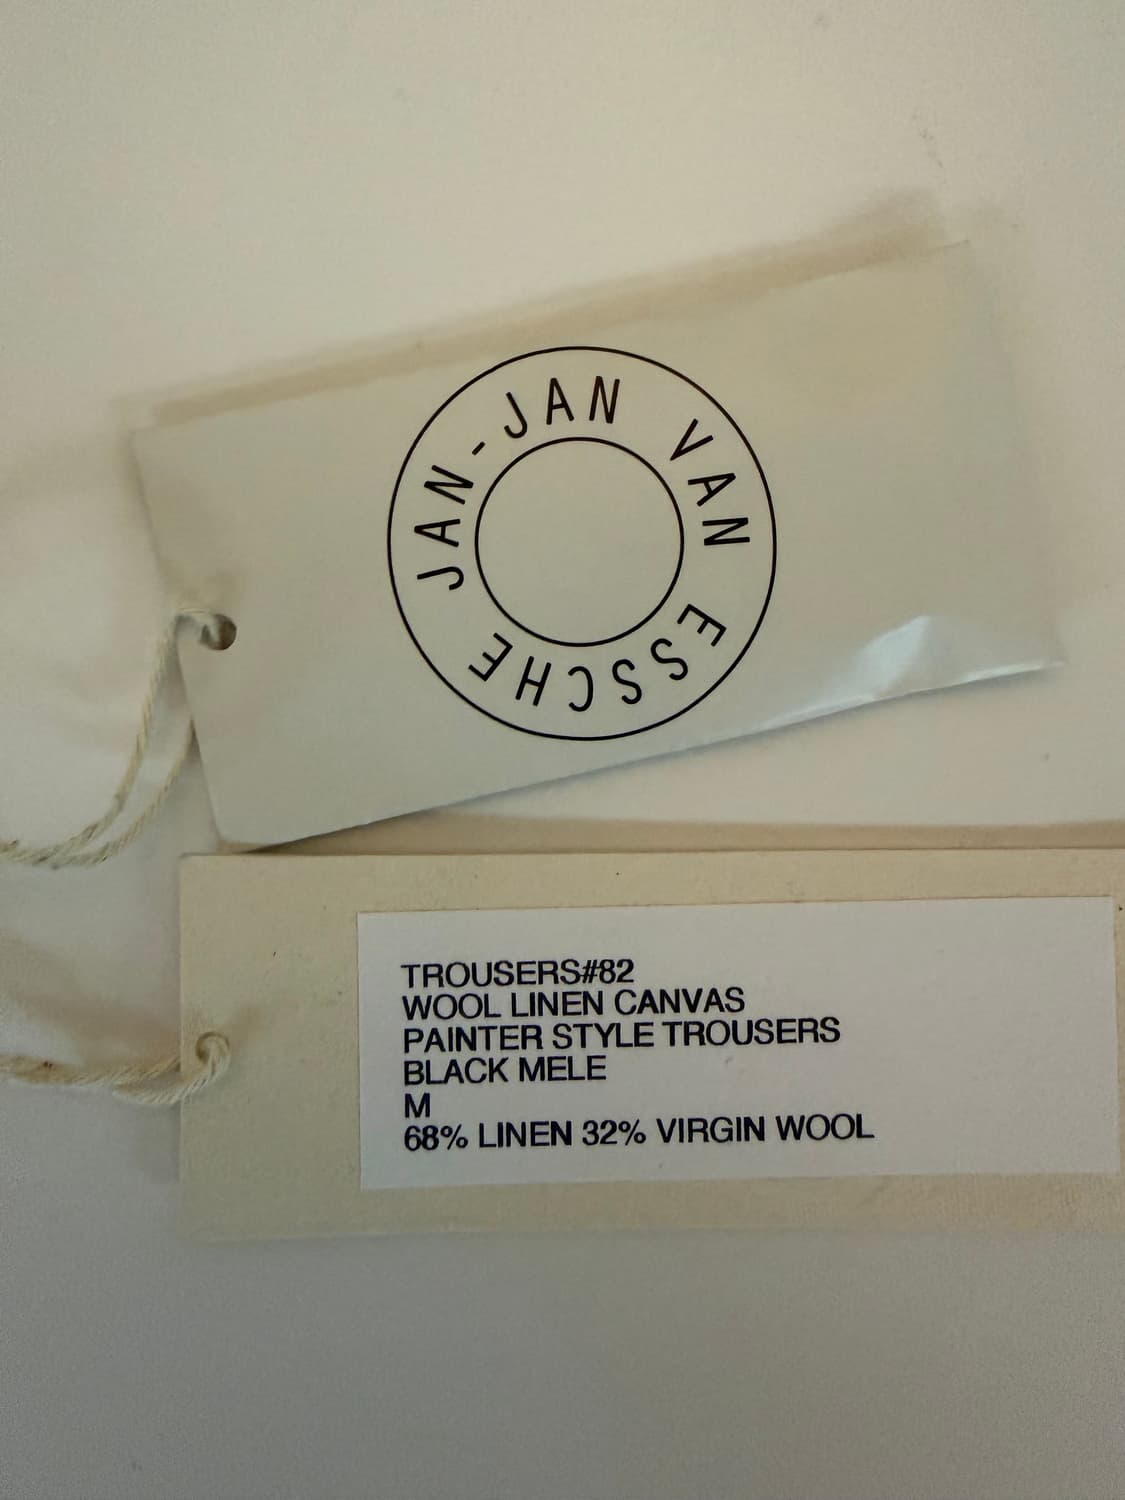 JAN-JAN VAN ESSCHE
TROUSERS#82
WOOL LINEN CANVAS
PAINTER STYLE TROUSERS
BLACK MELE
M
68% LINEN 32% VIRGIN WOOL